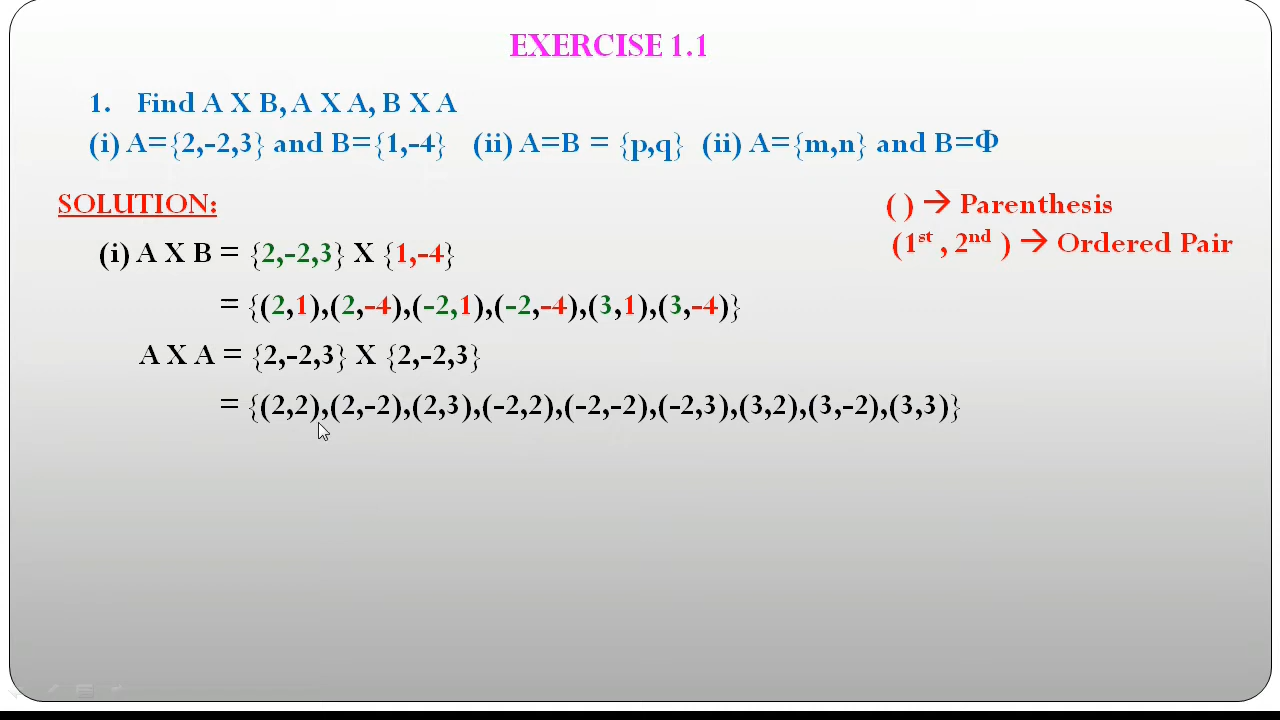 EXERCISE 1.1
1. Find A X B, A X A, B X A
(i) A={2,-2,3} and B={1,-4} (ii) A=B = {p,q} (ii) A={m,n} and B=Φ
SOLUTION:
( ) → Parenthesis
(1st , 2nd ) → Ordered Pair
(i) A X B = {2,-2,3} X {1,-4}
= {(2,1),(2,-4),(-2,1),(-2,-4),(3,1),(3,-4)}
A X A = {2,-2,3} X {2,-2,3}
= {(2,2),(2,-2),(2,3),(-2,2),(-2,-2),(-2,3),(3,2),(3,-2),(3,3)}